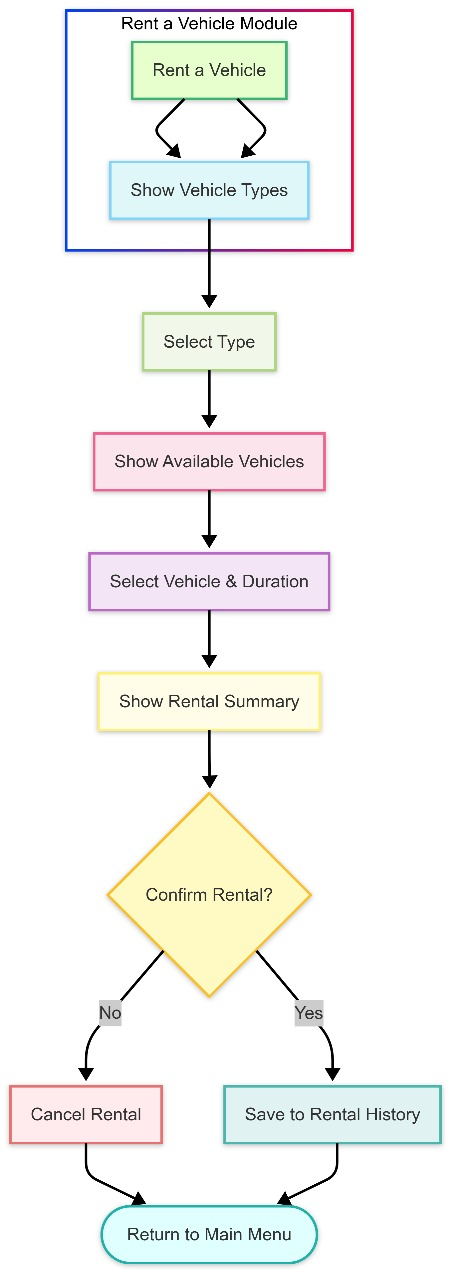 Rent a Vehicle Module
Rent a Vehicle
Show Vehicle Types
Select Type
Show Available Vehicles
Select Vehicle & Duration
Show Rental Summary
Confirm Rental?
No
Yes
Cancel Rental
Save to Rental History
Return to Main Menu